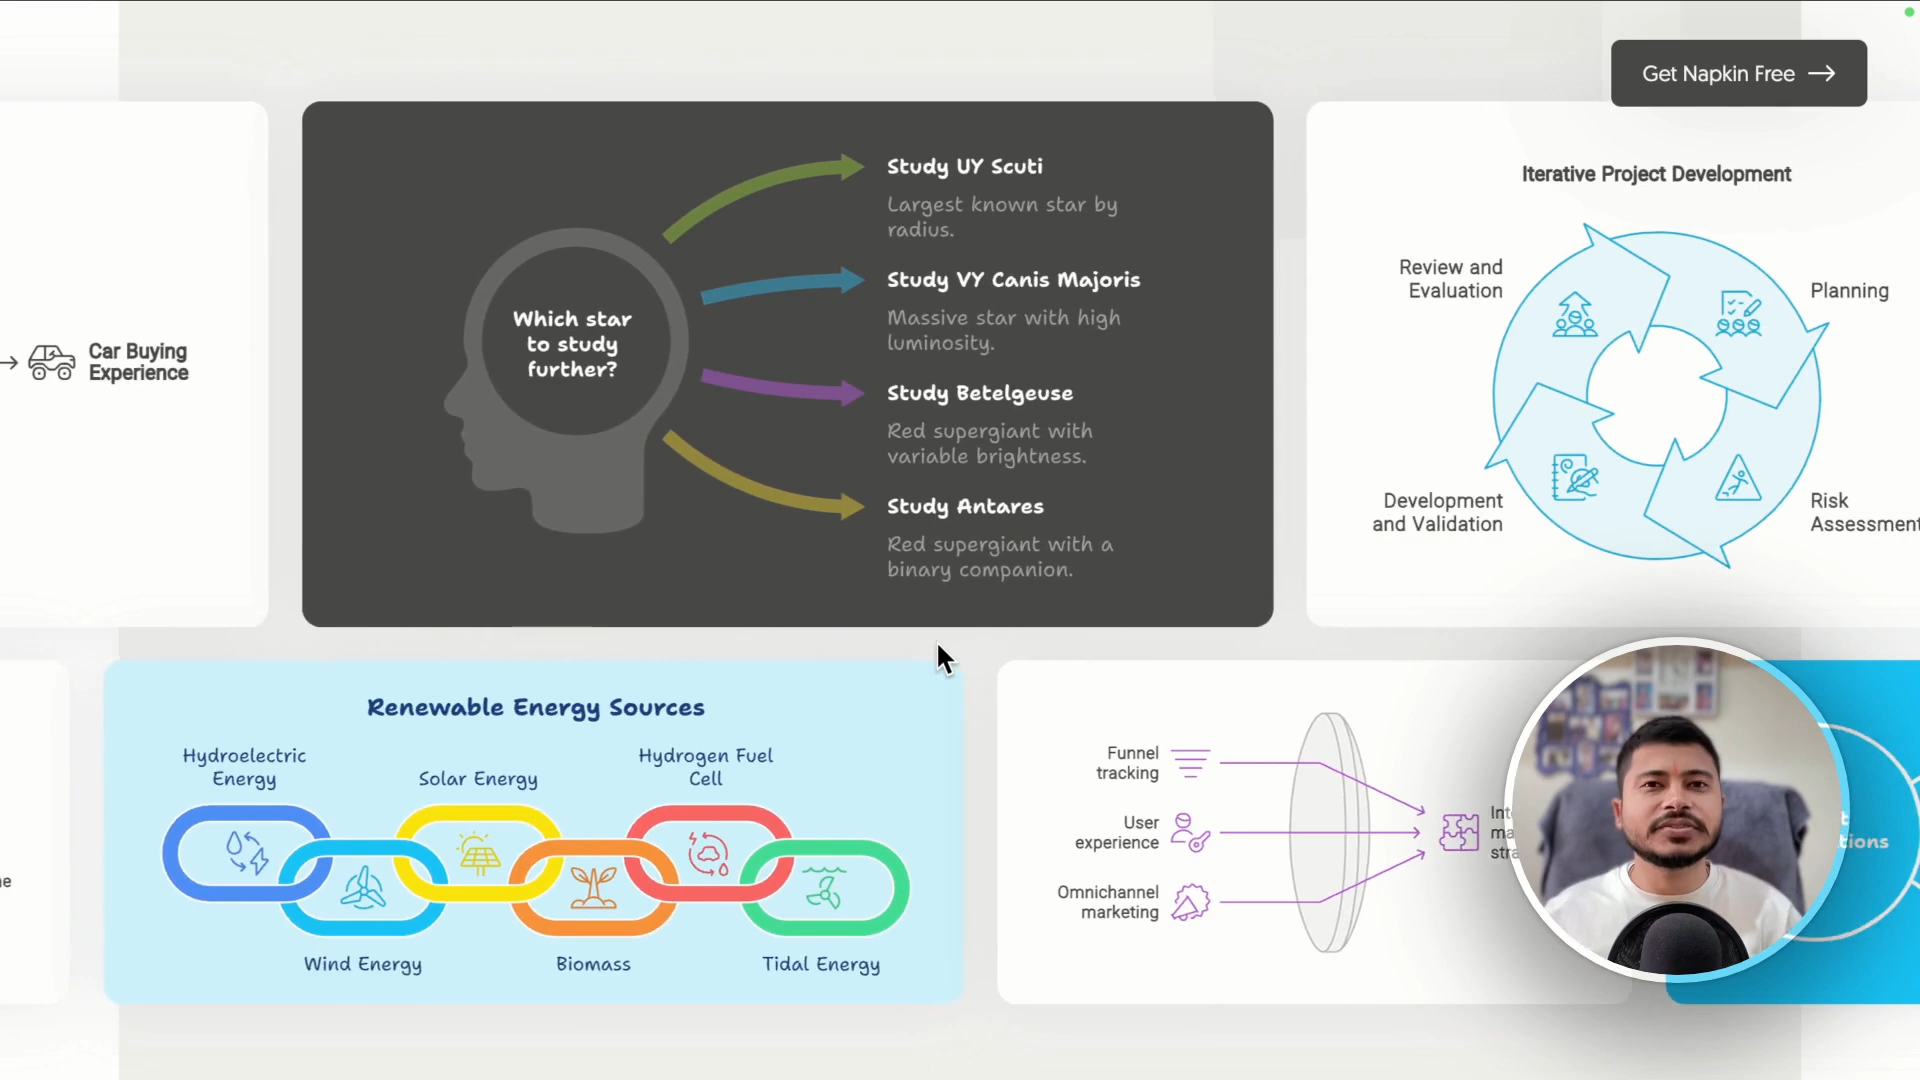 Get Napkin Free
Car Buying
Experience
Which star
to study
further?
Study UY Scuti
Largest known star by
radius.
Study VY Canis Majoris
Massive star with high
luminosity.
Study Betelgeuse
Red supergiant with
variable brightness.
Study Antares
Red supergiant with a
binary companion.
Iterative Project Development
Review and
Evaluation
Planning
Development
and Validation
Risk
Assessment
Renewable Energy Sources
Hydroelectric
Energy
Solar Energy
Hydrogen Fuel
Cell
Wind Energy
Biomass
Tidal Energy
Funnel
tracking
User
experience
Omnichannel
marketing